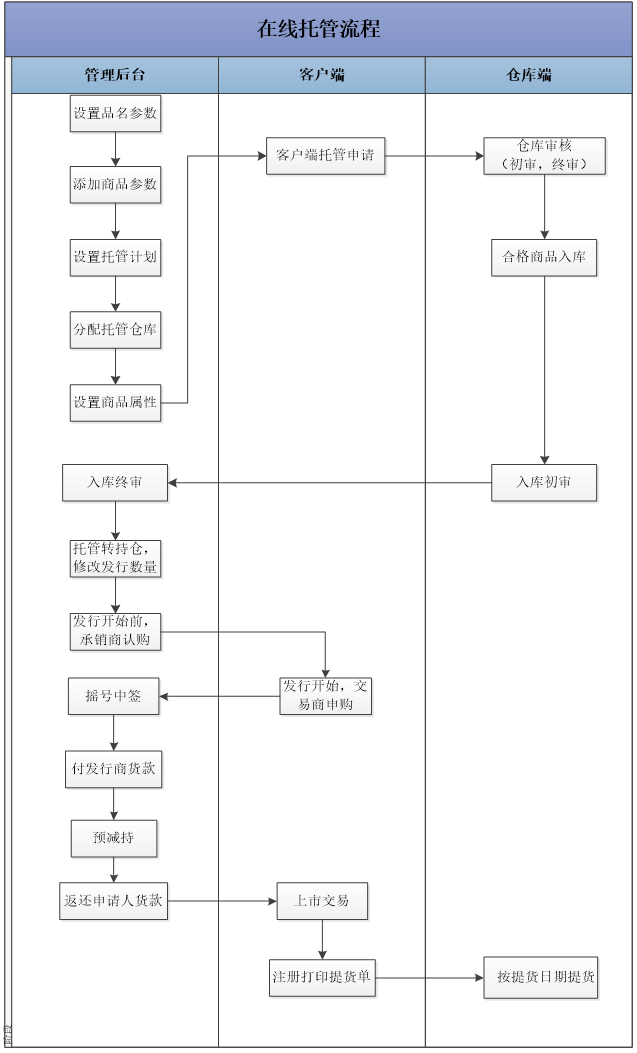 在线托管流程
管理后台
客户端
仓库端
设置品名参数
添加商品参数
设置托管计划
分配托管仓库
设置商品属性
客户端托管申请
仓库审核
（初审，终审）
合格商品入库
入库初审
入库终审
托管转持仓，
修改发行数量
发行开始前，
承销商认购
发行开始，交
易商申购
摇号中签
付发行商货款
预减持
返还申请人货款
上市交易
注册打印提货单
按提货日期提货
阶段